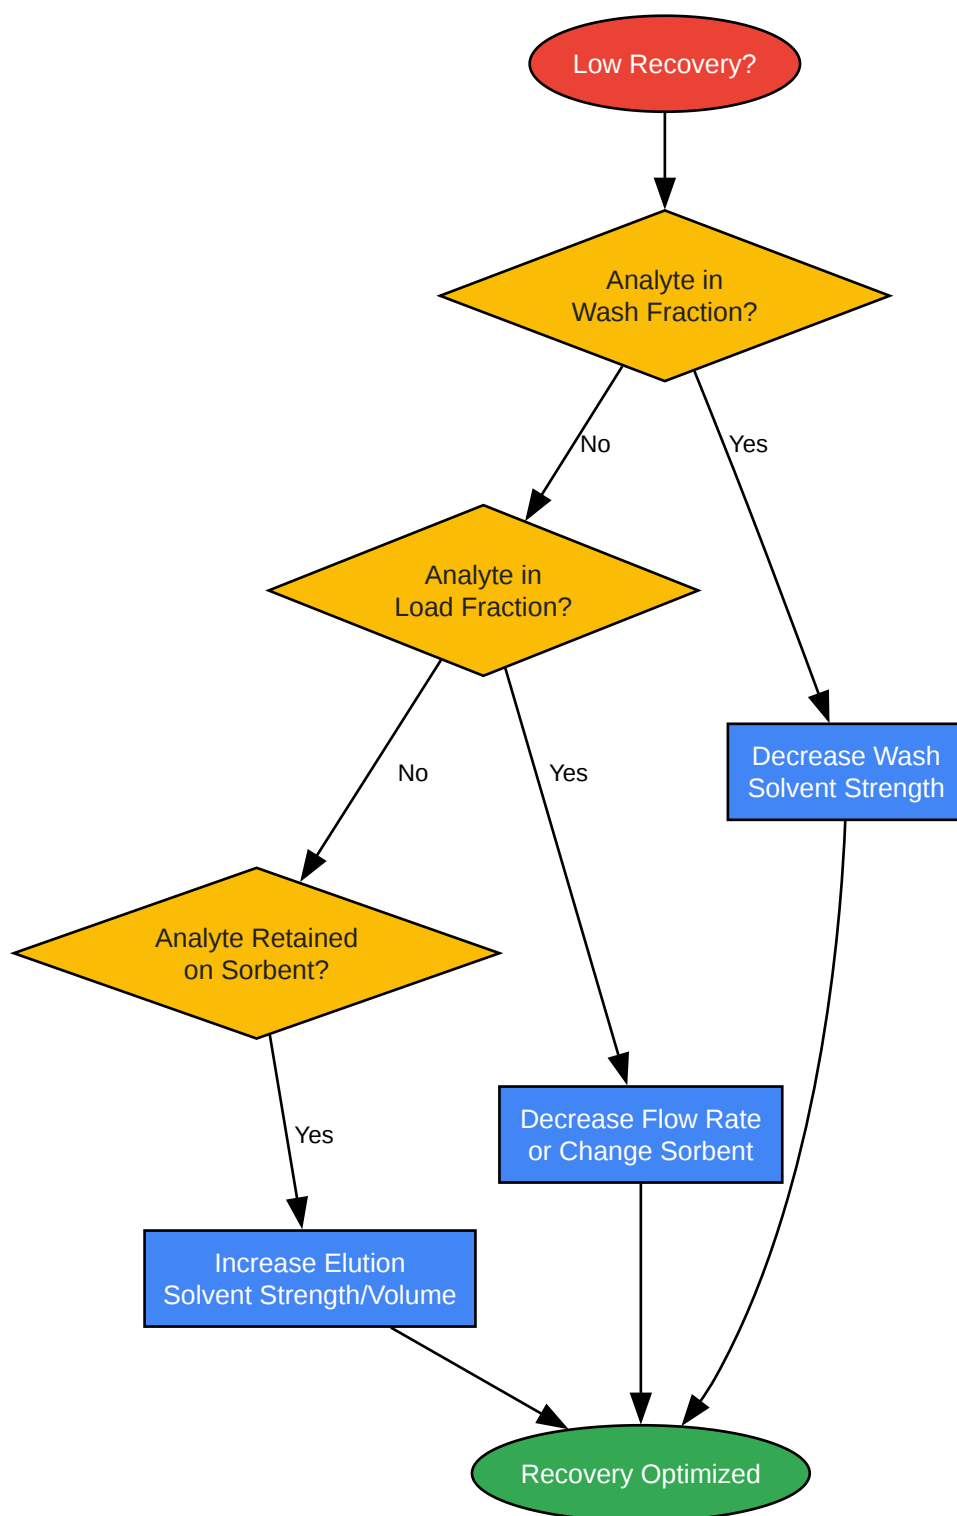 Low Recovery?
Analyte in
Wash Fraction?
No
Yes
Analyte in
Load Fraction?
Decrease Wash
Solvent Strength
No
Yes
Analyte Retained
on Sorbent?
Decrease Flow Rate
or Change Sorbent
Yes
Increase Elution
Solvent Strength/Volume
Recovery Optimized